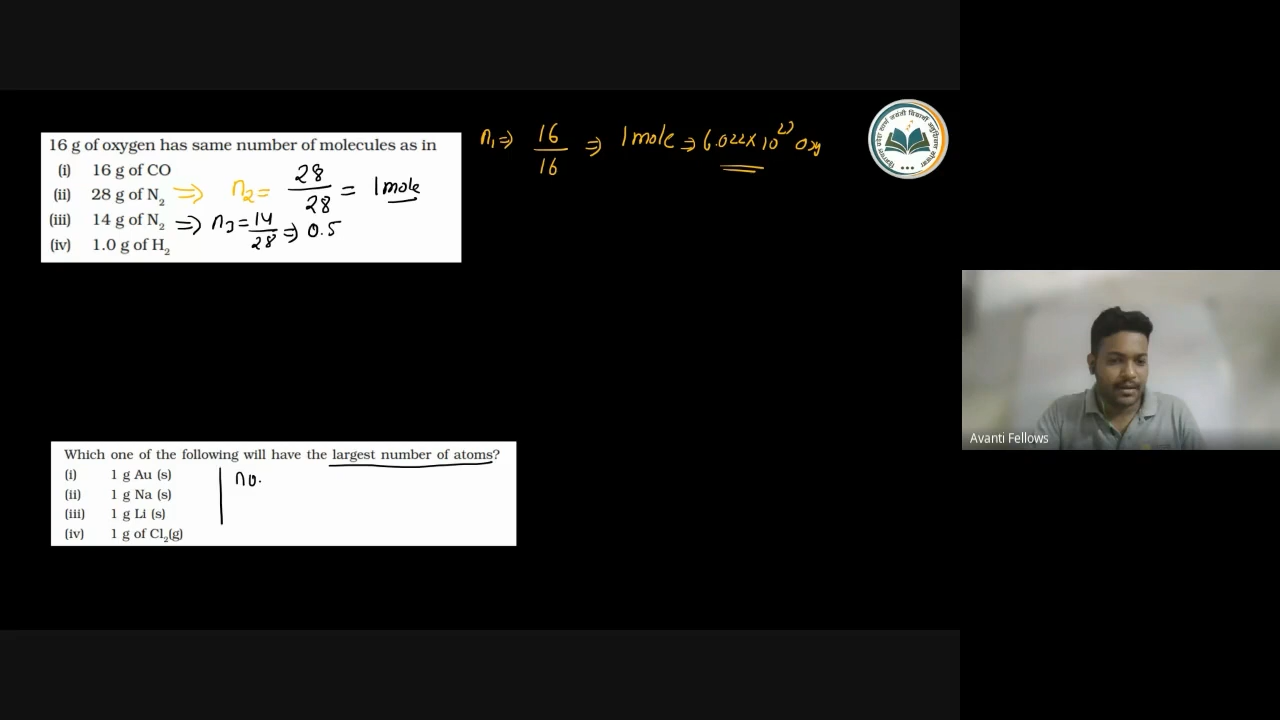 16 g of oxygen has same number of molecules as in
(i) 16 g of CO
(ii) 28 g of N₂ ⇒ n₂ = 28/28 = 1 mole
(iii) 14 g of N₂ ⇒ n₃ = 14/28 ⇒ 0.5
(iv) 1.0 g of H₂
n₁ ⇒ 16/16 ⇒ 1 mole ⇒ 6.022 × 10²³ oxy
Avanti Fellows
Which one of the following will have the largest number of atoms?
(i) 1 g Au (s) no.
(ii) 1 g Na (s)
(iii) 1 g Li (s)
(iv) 1 g of Cl₂(g)